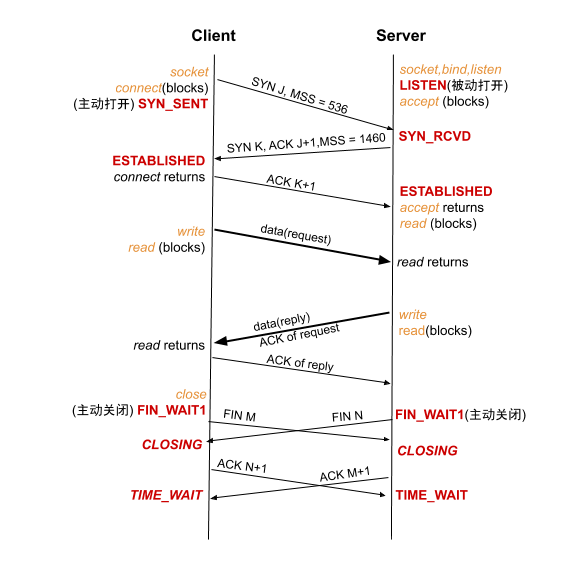 Client
Server
socket
connect(blocks)
(主动打开) SYN_SENT
SYN J, MSS = 536
socket,bind,listen
LISTEN(被动打开)
accept (blocks)
SYN_RCVD
SYN K, ACK J+1,MSS = 1460
ESTABLISHED
connect returns
ACK K+1
ESTABLISHED
accept returns
read (blocks)
write
read (blocks)
data(request)
read returns
write
read(blocks)
data(reply)
ACK of request
read returns
ACK of reply
close
(主动关闭) FIN_WAIT1
FIN M
FIN N
FIN_WAIT1(主动关闭)
CLOSING
CLOSING
ACK N+1
ACK M+1
TIME_WAIT
TIME_WAIT